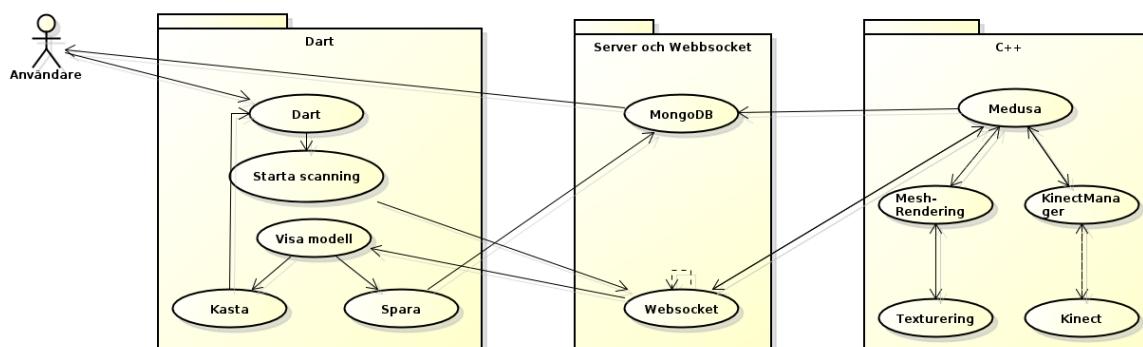 Användare
Dart
Dart
Starta scanning
Visa modell
Kasta
Spara
Server och Webbsocket
MongoDB
Websocket
C++
Medusa
Mesh-
Rendering
KinectMana
ger
Texturering
Kinect